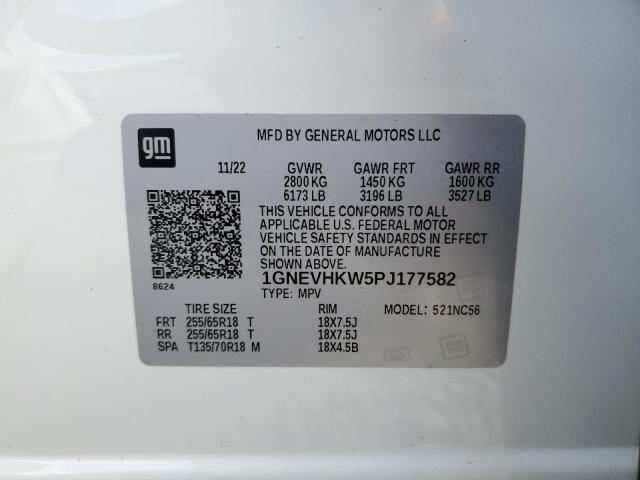 gm
MFD BY GENERAL MOTORS LLC
11/22 GVWR GAWR FRT GAWR RR
2800 KG 1450 KG 1600 KG
6173 LB 3196 LB 3527 LB
THIS VEHICLE CONFORMS TO ALL
APPLICABLE U.S. FEDERAL MOTOR
VEHICLE SAFETY STANDARDS IN EFFECT
ON THE DATE OF MANUFACTURE
SHOWN ABOVE.
8624
1GNEVHKW5PJ177582
TYPE: MPV
TIRE SIZE RIM MODEL: 521NC56
FRT 255/65R18 T 18X7.5J
RR 255/65R18 T 18X7.5J
SPA T135/70R18 M 18X4.5B